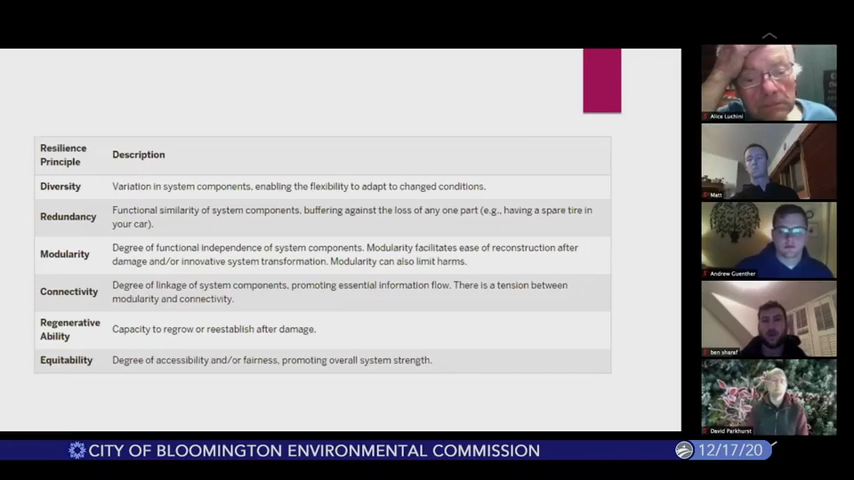 Resilience
Principle
Description
Diversity
Variation in system components, enabling the flexibility to adapt to changed conditions.
Redundancy
Functional similarity of system components, buffering against the loss of any one part (e.g., having a spare tire in
your car).
Modularity
Degree of functional independence of system components. Modularity facilitates ease of reconstruction after
damage and/or innovative system transformation. Modularity can also limit harms.
Connectivity
Degree of linkage of system components, promoting essential information flow. There is a tension between
modularity and connectivity.
Regenerative
Ability
Capacity to regrow or reestablish after damage.
Equitability
Degree of accessibility and/or fairness, promoting overall system strength.
Alice Luchini
Matt
Andrew Guenther
ben sharaf
David Parkhurst
CITY OF BLOOMINGTON ENVIRONMENTAL COMMISSION
12/17/20